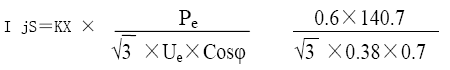 I jS=KX × Pe / √3 ×Ue×Cosφ    0.6×140.7 / √3 ×0.38×0.7